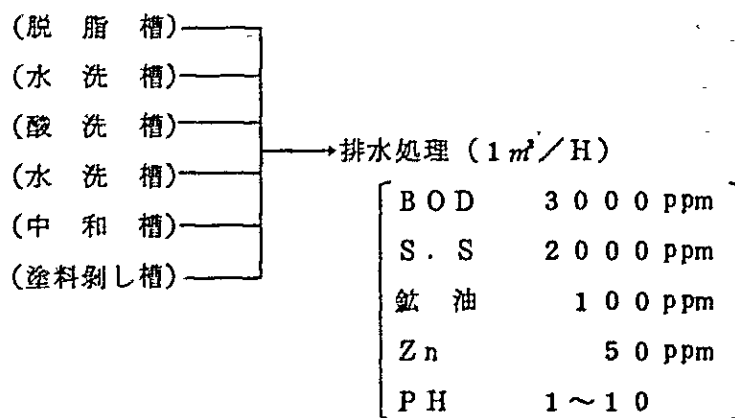 (脱脂槽)
(水洗槽)
(酸洗槽)
(水洗槽)
(中和槽)
(塗料剝し槽)
排水処理(1㎥/H)
BOD 3000ppm
S.S 2000ppm
鉱油 100ppm
Zn 50ppm
PH 1~10